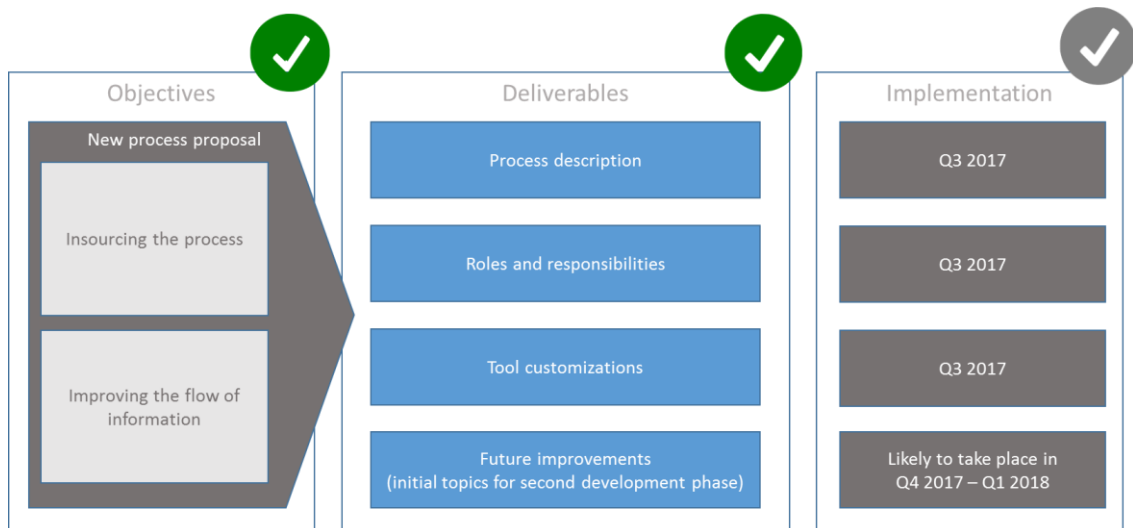 Objectives
New process proposal
Insourcing the process
Improving the flow of
information
Deliverables
Process description
Roles and responsibilities
Tool customizations
Future improvements
(initial topics for second development phase)
Implementation
Q3 2017
Q3 2017
Q3 2017
Likely to take place in
Q4 2017 – Q1 2018